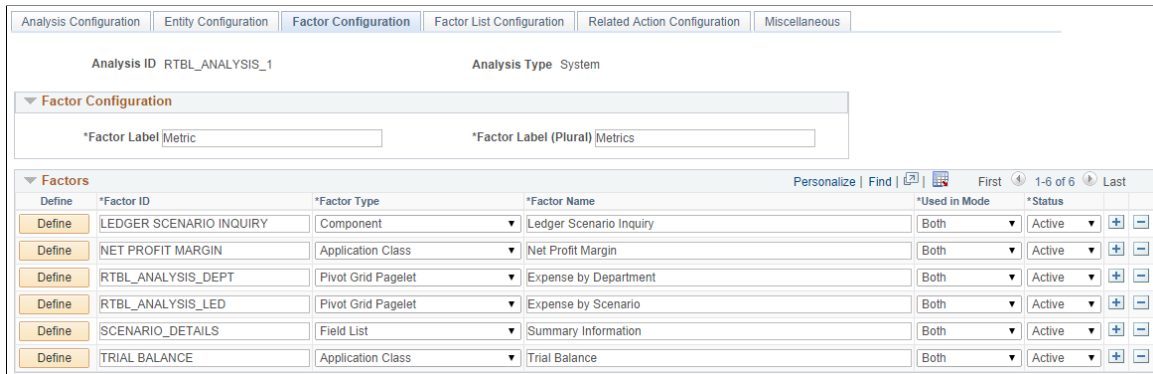 Analysis Configuration Entity Configuration Factor Configuration Factor List Configuration Related Action Configuration Miscellaneous
Analysis ID RTBL_ANALYSIS_1 Analysis Type System
Factor Configuration
*Factor Label Metric *Factor Label (Plural) Metrics
Factors Personalize | Find | First 1-6 of 6 Last
Define *Factor ID *Factor Type *Factor Name *Used in Mode *Status
Define LEDGER SCENARIO INQUIRY Component Ledger Scenario Inquiry Both Active
Define NET PROFIT MARGIN Application Class Net Profit Margin Both Active
Define RTBL_ANALYSIS_DEPT Pivot Grid Pagelet Expense by Department Both Active
Define RTBL_ANALYSIS_LED Pivot Grid Pagelet Expense by Scenario Both Active
Define SCENARIO_DETAILS Field List Summary Information Both Active
Define TRIAL BALANCE Application Class Trial Balance Both Active